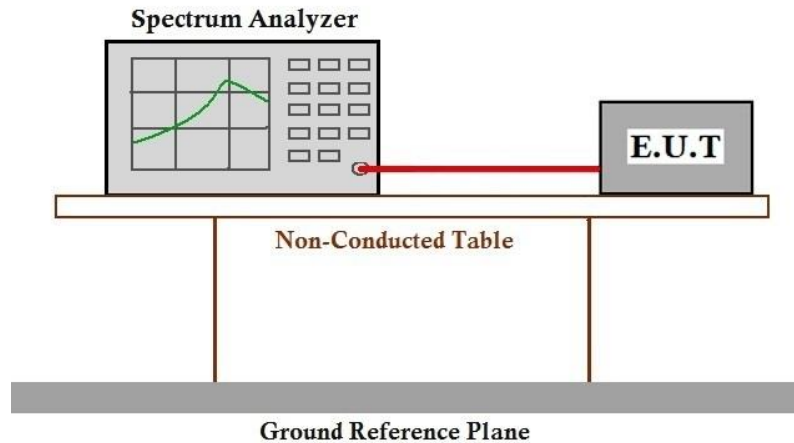 Spectrum Analyzer
E.U.T
Non-Conducted Table
Ground Reference Plane